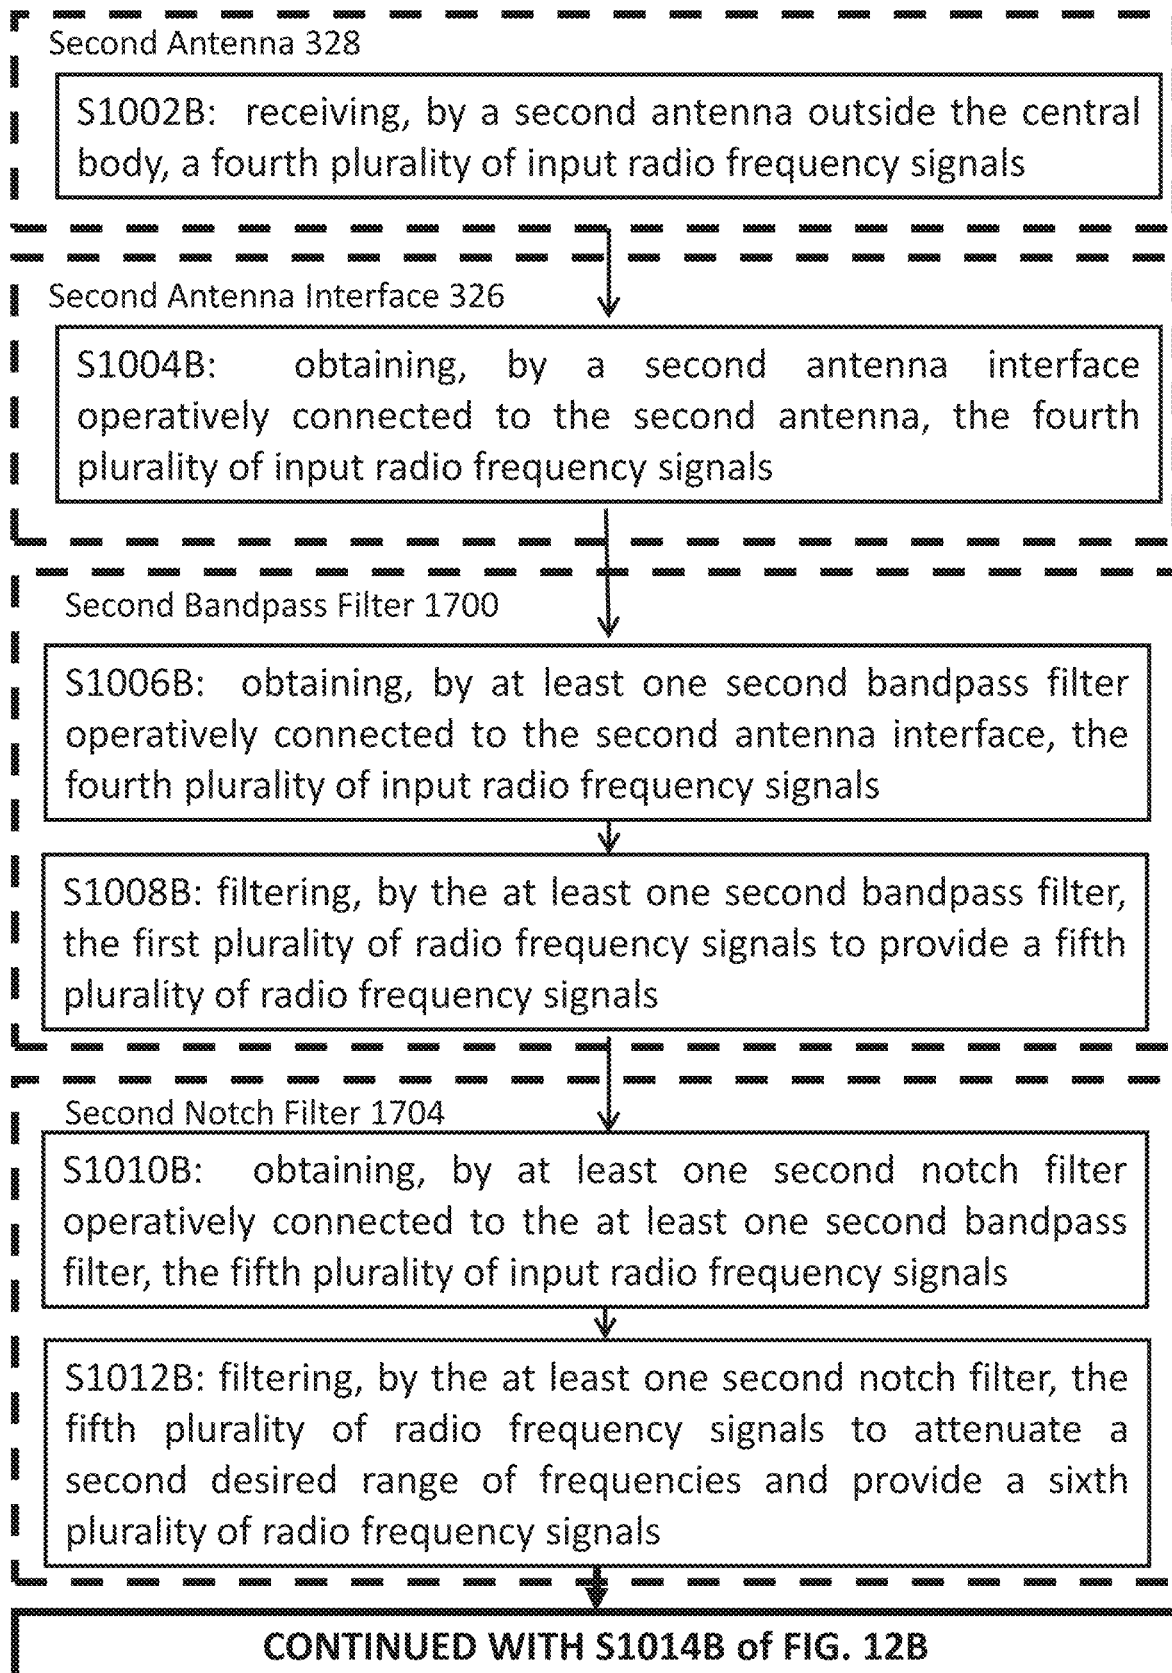 Second Antenna 328
S1002B: receiving, by a second antenna outside the central
body, a fourth plurality of input radio frequency signals
Second Antenna Interface 326
S1004B: obtaining, by a second antenna interface
operatively connected to the second antenna, the fourth
plurality of input radio frequency signals
Second Bandpass Filter 1700
S1006B: obtaining, by at least one second bandpass filter
operatively connected to the second antenna interface, the
fourth plurality of input radio frequency signals
S1008B: filtering, by the at least one second bandpass filter,
the first plurality of radio frequency signals to provide a fifth
plurality of radio frequency signals
Second Notch Filter 1704
S1010B: obtaining, by at least one second notch filter
operatively connected to the at least one second bandpass
filter, the fifth plurality of input radio frequency signals
S1012B: filtering, by the at least one second notch filter, the
fifth plurality of radio frequency signals to attenuate a
second desired range of frequencies and provide a sixth
plurality of radio frequency signals
CONTINUED WITH S1014B of FIG. 12B